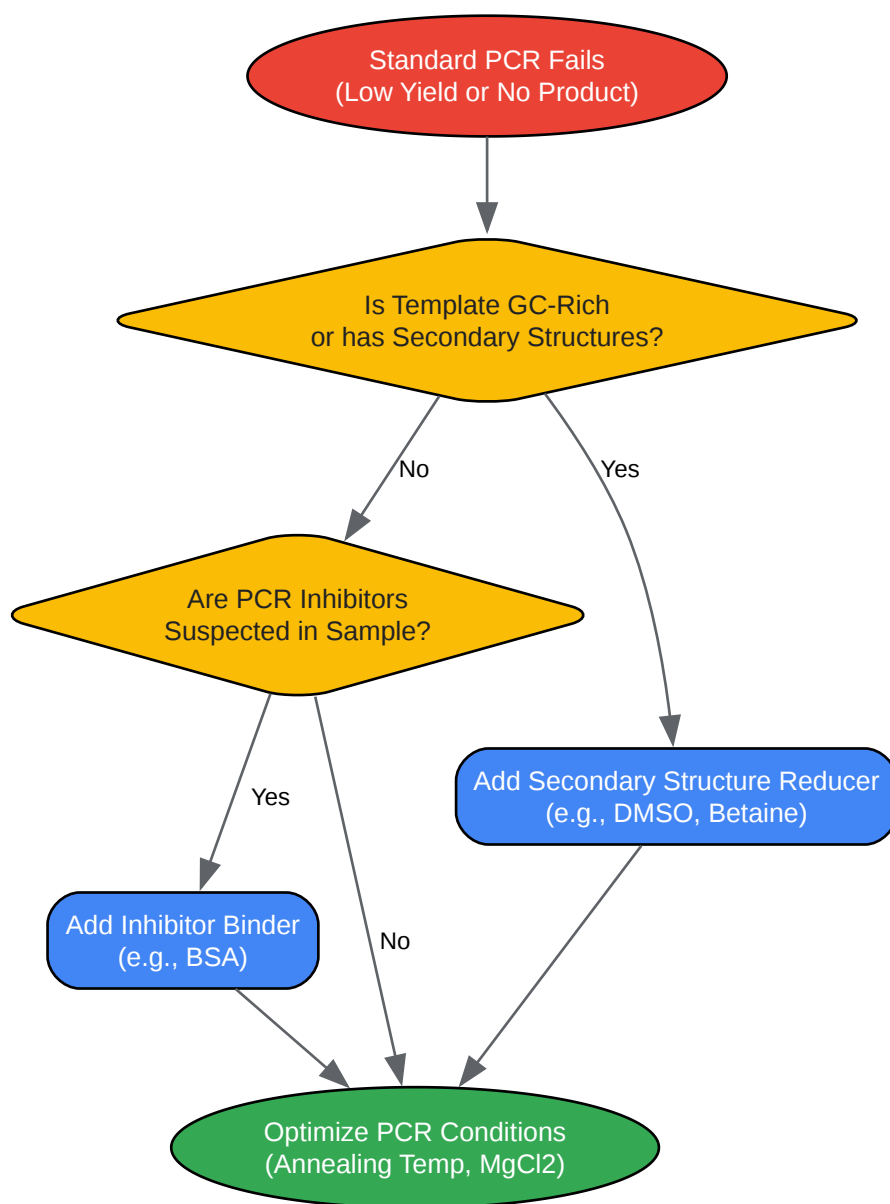 Standard PCR Fails
(Low Yield or No Product)
Is Template GC-Rich
or has Secondary Structures?
No
Yes
Are PCR Inhibitors
Suspected in Sample?
Yes
No
Add Secondary Structure Reducer
(e.g., DMSO, Betaine)
Add Inhibitor Binder
(e.g., BSA)
Optimize PCR Conditions
(Annealing Temp, MgCl2)